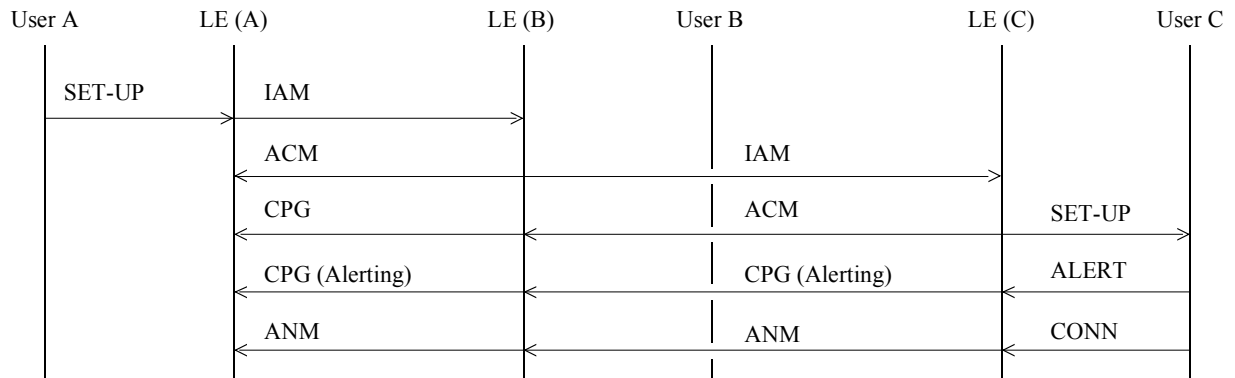 User A LE (A) LE (B) User B LE (C) User C
SET-UP IAM
ACM IAM
CPG ACM SET-UP
CPG (Alerting) CPG (Alerting) ALERT
ANM ANM CONN